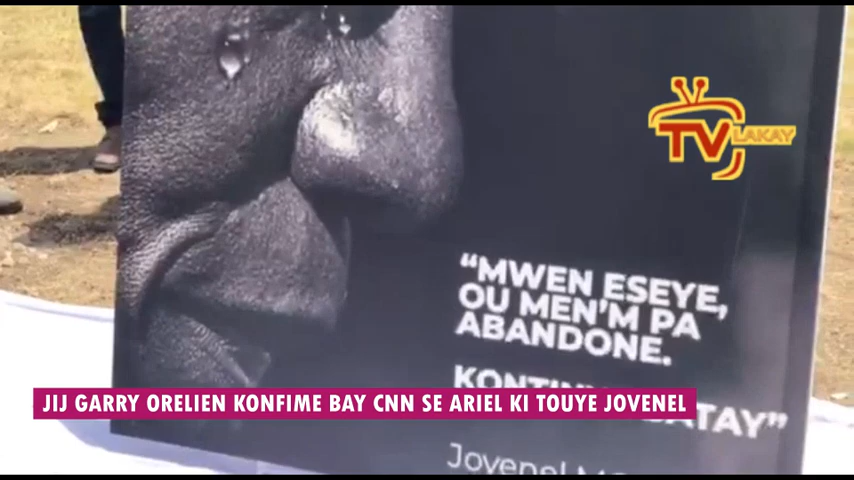 TV LAKAY
“MWEN ESEYE,
OU MEN’M PA
ABANDONE.
JIJ GARRY ORELIEN KONFIME BAY CNN SE ARIEL KI TOUYE JOVENEL
Jovenel